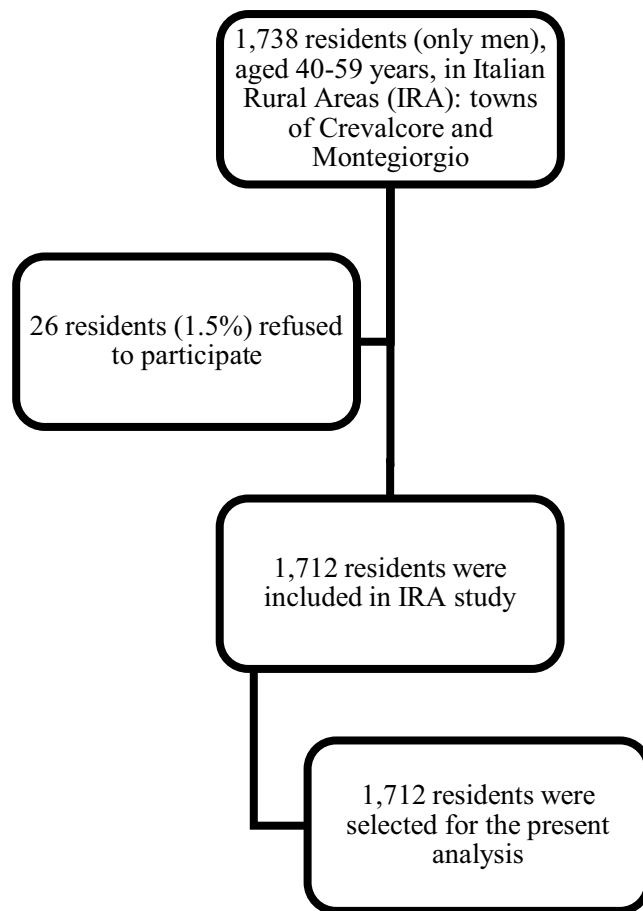 1,738 residents (only men),
aged 40-59 years, in Italian
Rural Areas (IRA): towns
of Crevalcore and
Montegiorgio
26 residents (1.5%) refused
to participate
1,712 residents were
included in IRA study
1,712 residents were
selected for the present
analysis